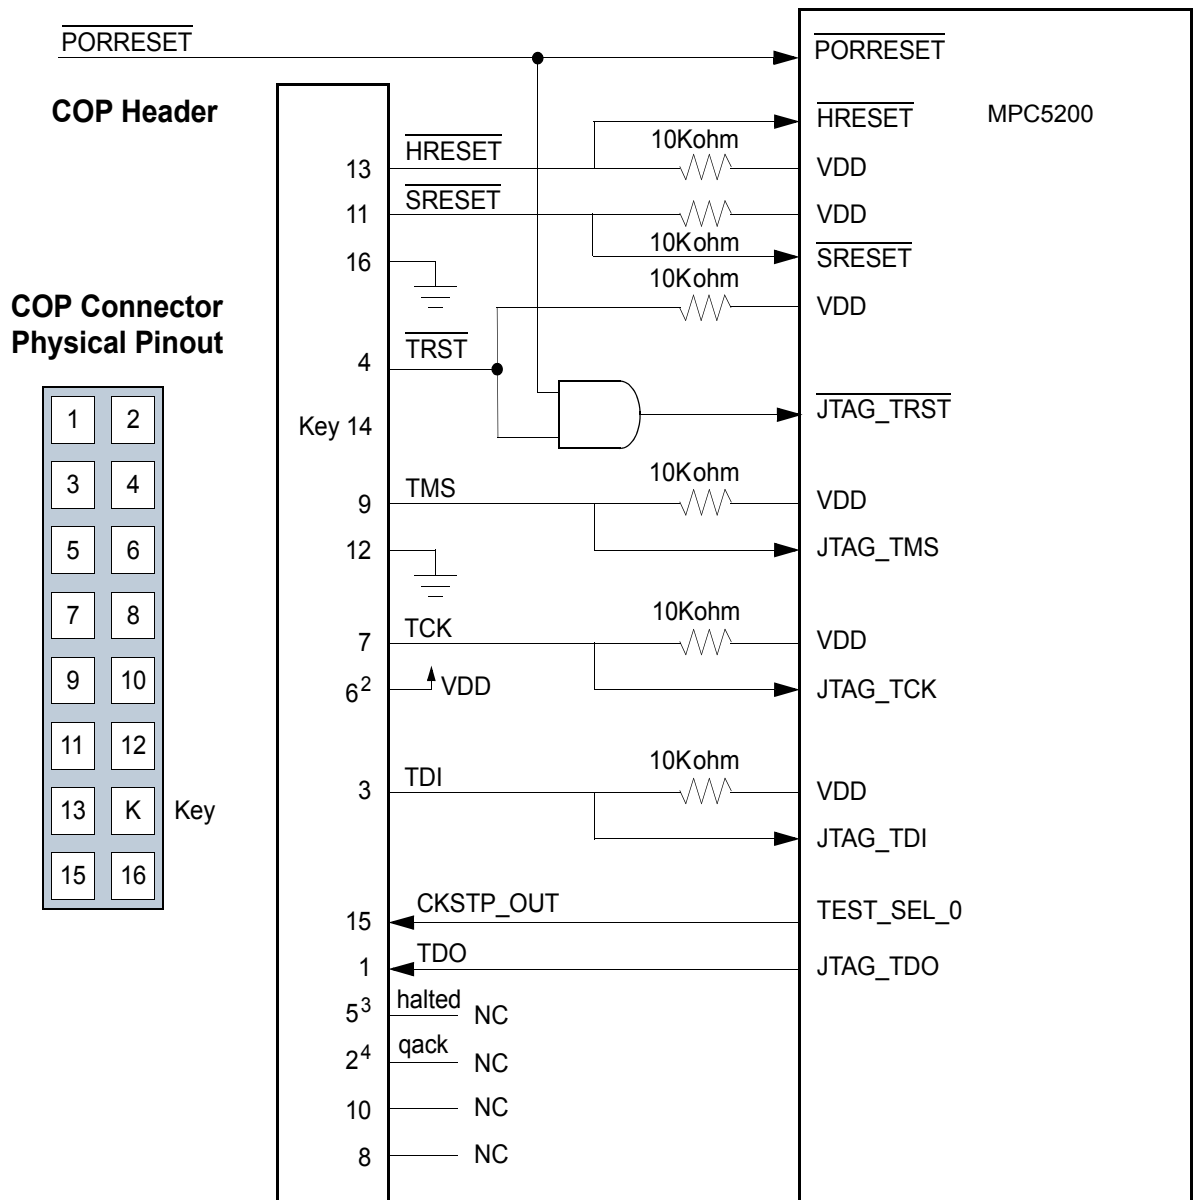 PORRESET
PORRESET
COP Header
HRESET
MPC5200
13
HRESET
10Kohm
VDD
11
SRESET
VDD
10Kohm
16
SRESET
10Kohm
VDD
COP Connector
Physical Pinout
4
TRST
JTAG_TRST
Key 14
1 2
3 4
5 6
7 8
9 10
11 12
13 K Key
15 16
10Kohm
9
TMS
VDD
12
JTAG_TMS
10Kohm
7
TCK
VDD
6²
VDD
JTAG_TCK
10Kohm
3
TDI
VDD
JTAG_TDI
15
CKSTP_OUT
TEST_SEL_0
1
TDO
JTAG_TDO
5³
halted
NC
2⁴
qack
NC
10
NC
8
NC